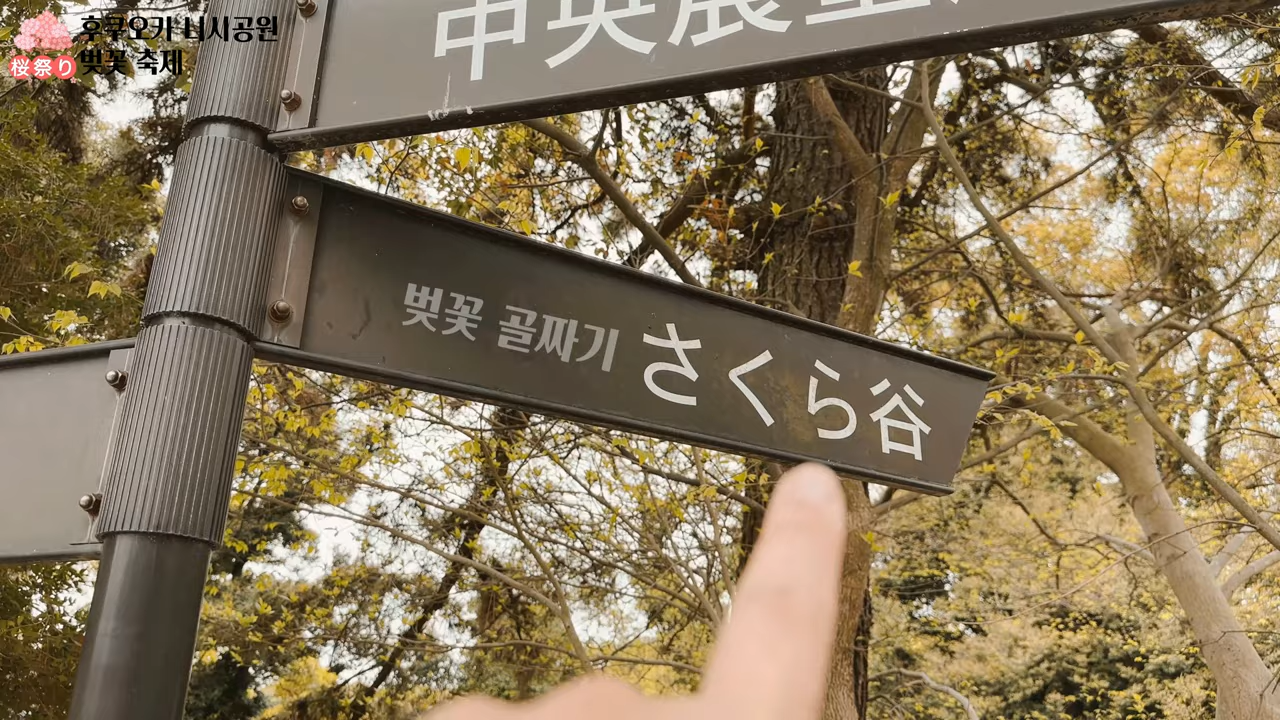 후쿠오카 니시공원
벚꽃 축제
桜祭り
中央展望
벚꽃 골짜기 さくら谷